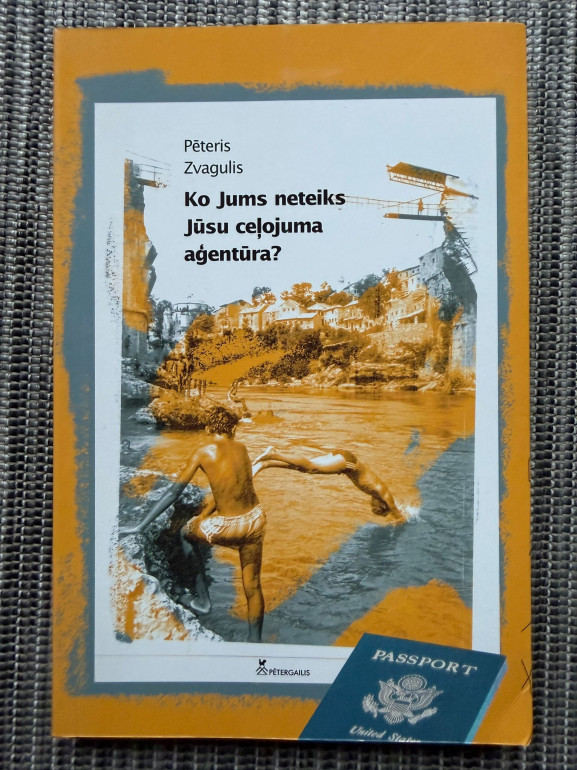 Pēteris
Zvagulis
Ko Jums neteiks
Jūsu ceļojuma
aģentūra?
PĒTERGAILIS
PASSPORT
United States